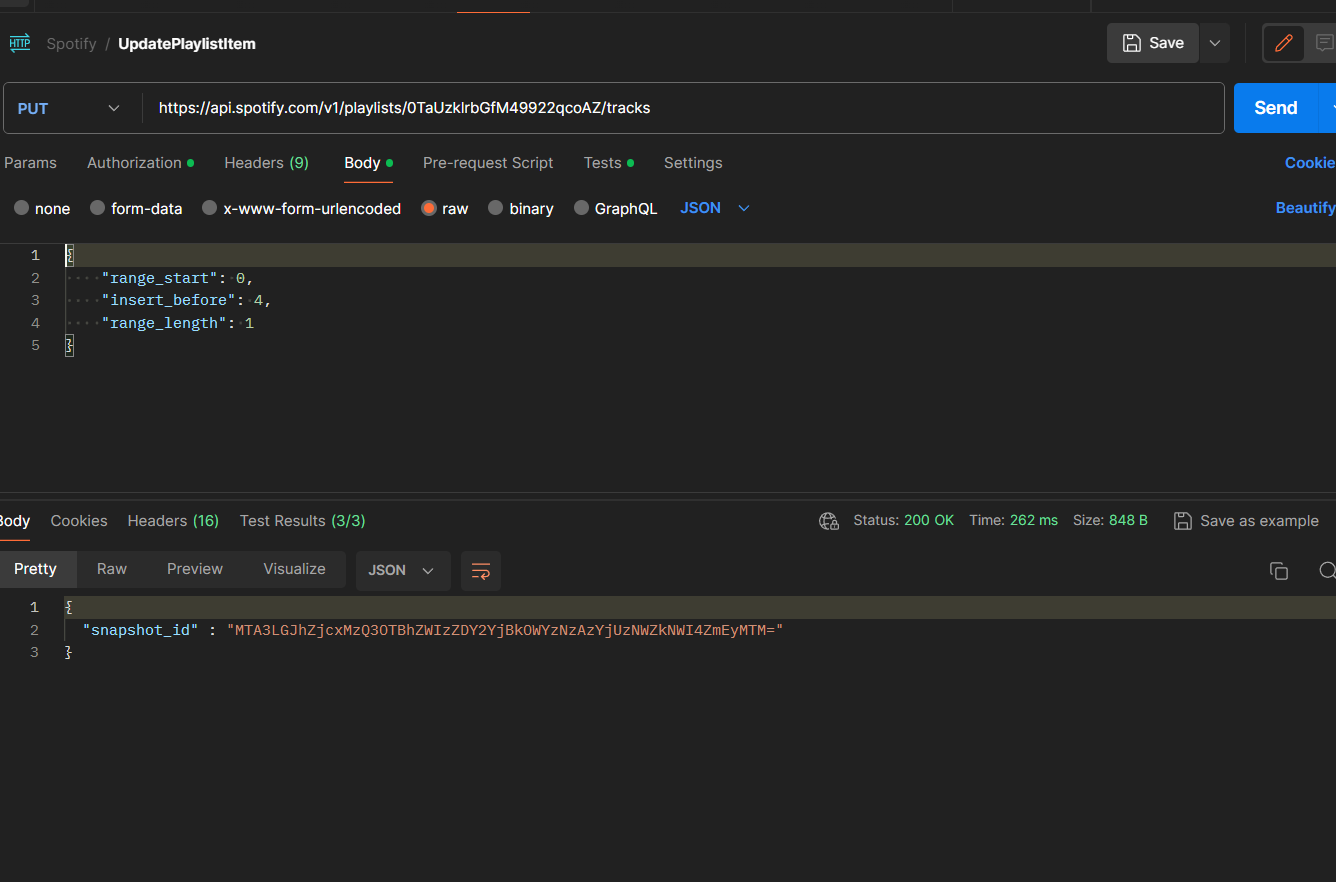 HTTP Spotify / UpdatePlaylistItem Save
PUT https://api.spotify.com/v1/playlists/0TaUzklrbGfM49922qcoAZ/tracks Send
Params Authorization Headers (9) Body Pre-request Script Tests Settings Cookie
none form-data x-www-form-urlencoded raw binary GraphQL JSON Beautify
1 {
2 "range_start": 0,
3 "insert_before": 4,
4 "range_length": 1
5 }
Body Cookies Headers (16) Test Results (3/3) Status: 200 OK Time: 262 ms Size: 848 B Save as example
Pretty Raw Preview Visualize JSON
1 {
2 "snapshot_id" : "MTA3LGJhZjcxMzQ3OTBhZWIzZDY2YjBkOWYzNzAzYjUzNWZkNWI4ZmEyMTM="
3 }